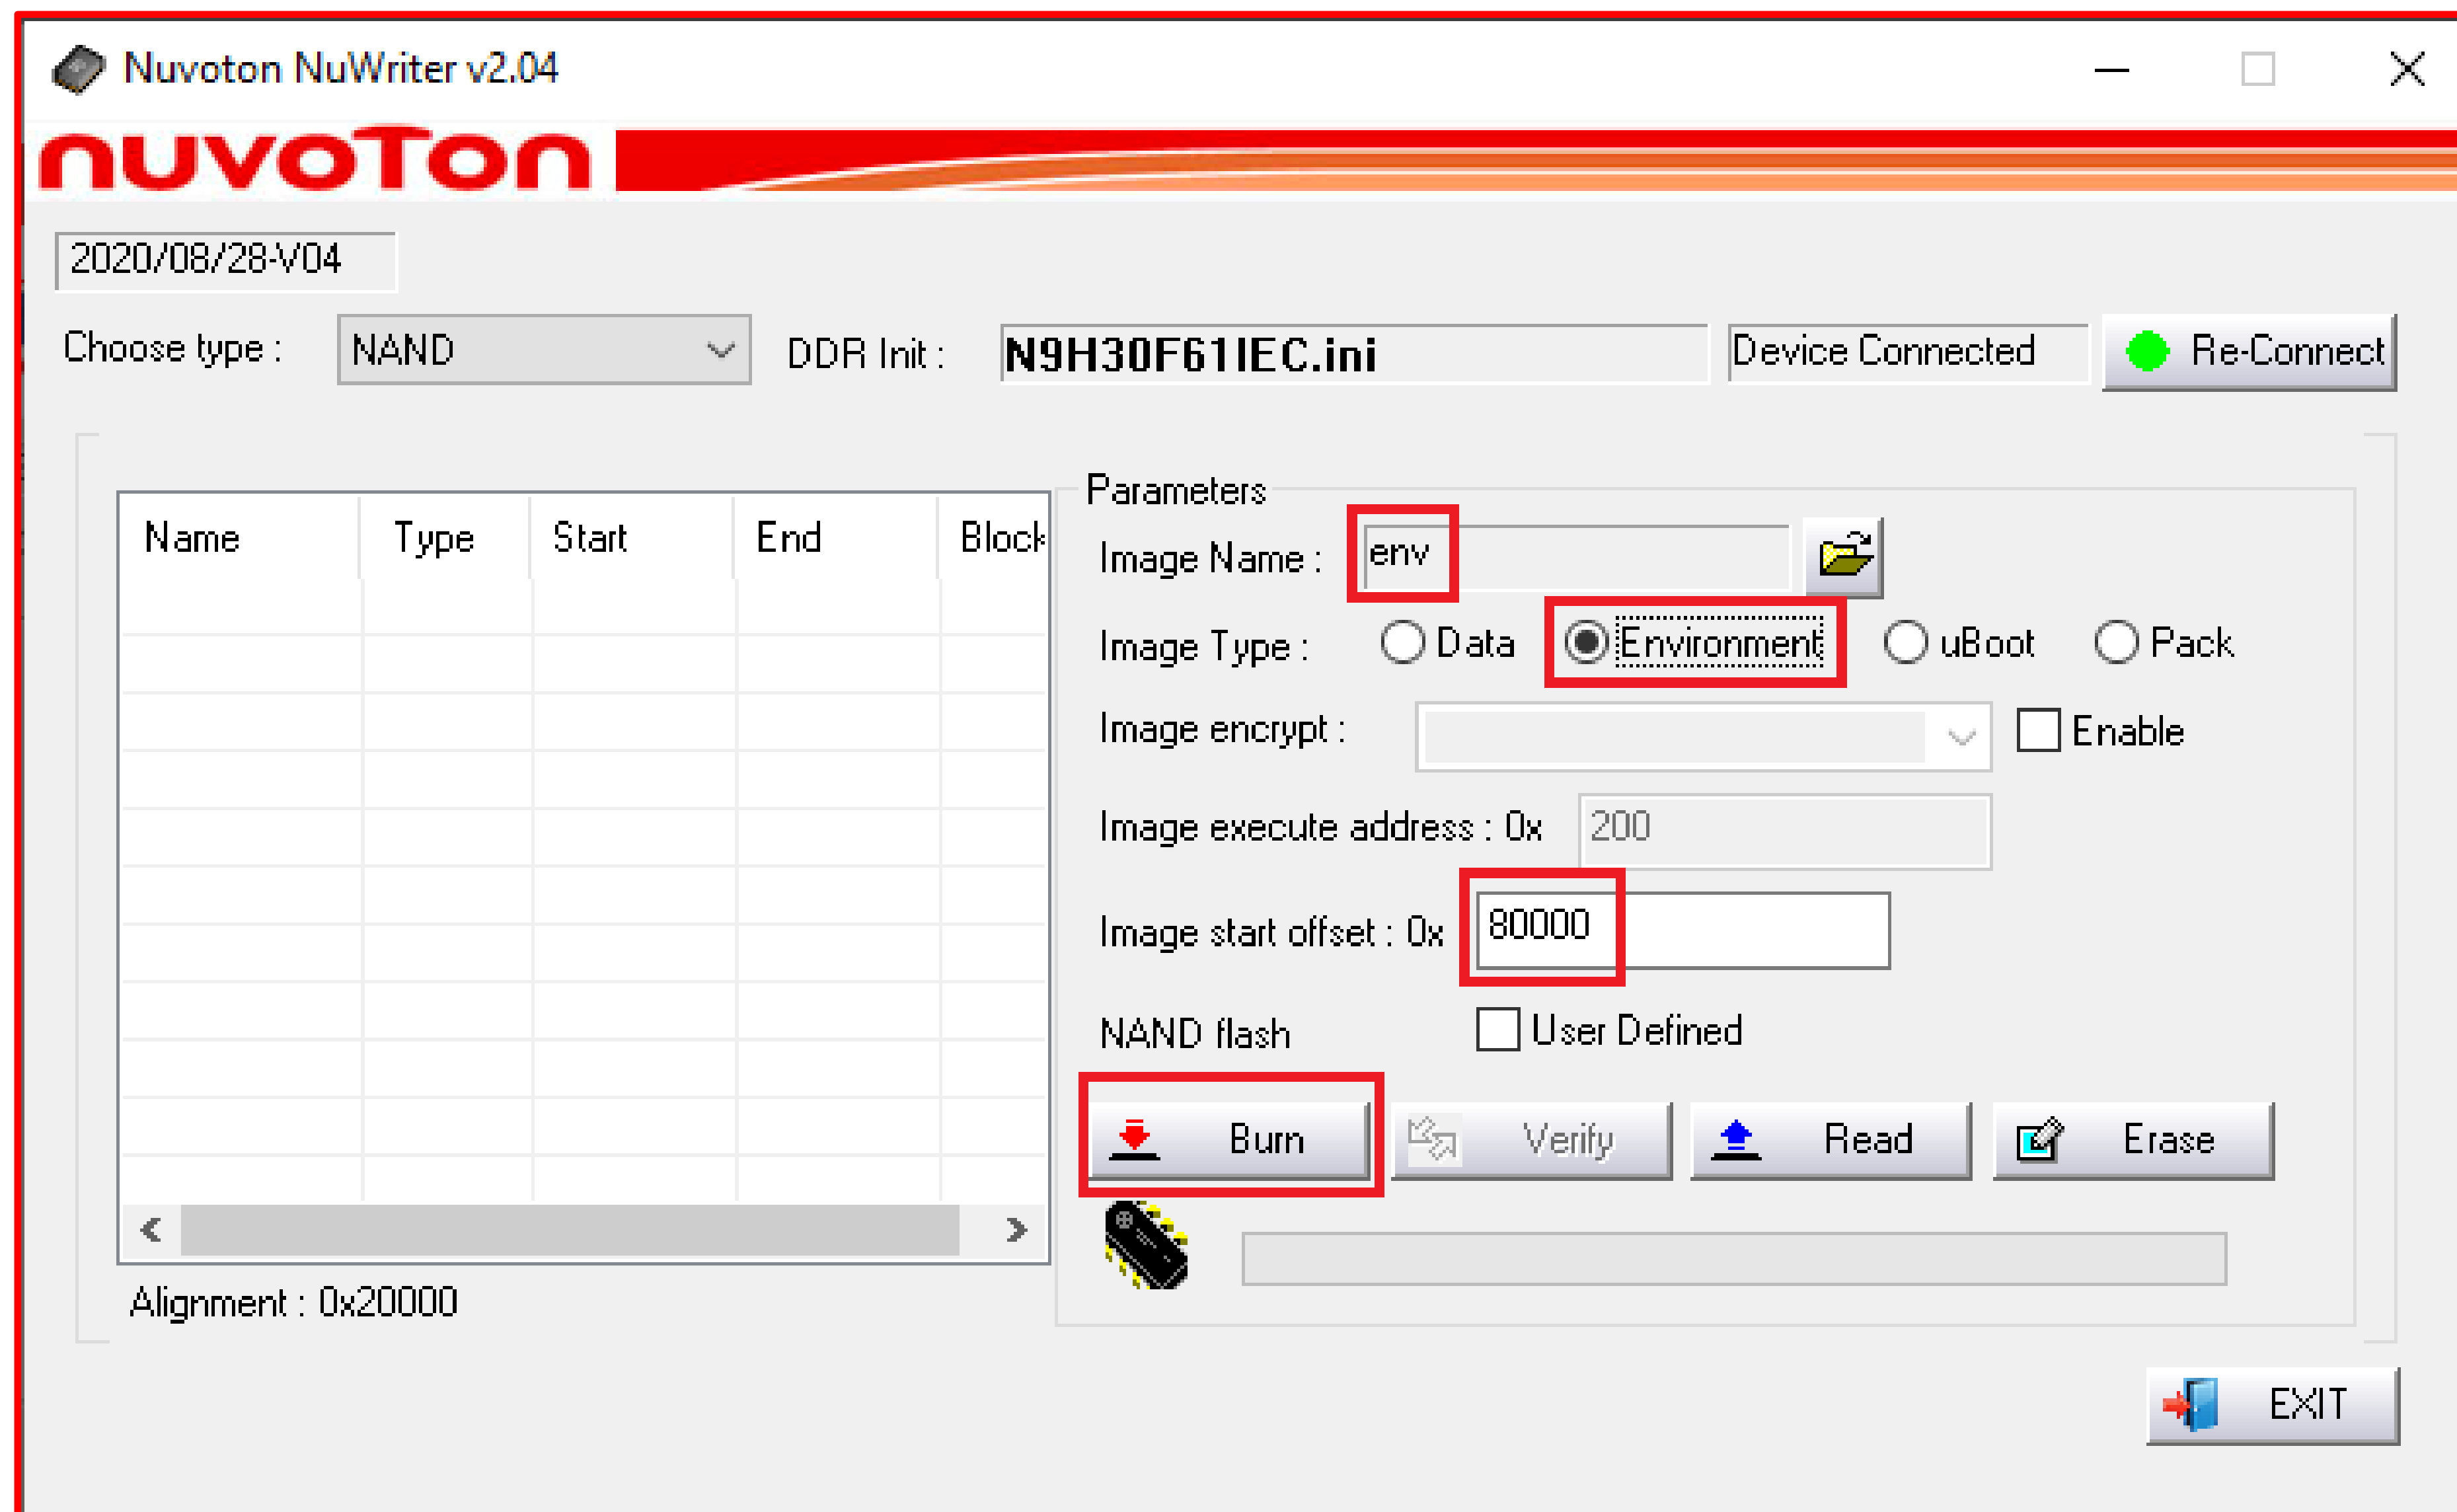 Nuvoton NuWriter v2.04
nuvoTon
2020/08/28-V04
Choose type : NAND DDR Init : N9H30F61IEC.ini Device Connected Re-Connect
Parameters
Name Type Start End Block
Image Name : env
Image Type : Data Environment uBoot Pack
Image encrypt : Enable
Image execute address : 0x 200
Image start offset : 0x 80000
NAND flash User Defined
Burn Verify Read Erase
Alignment : 0x20000
EXIT